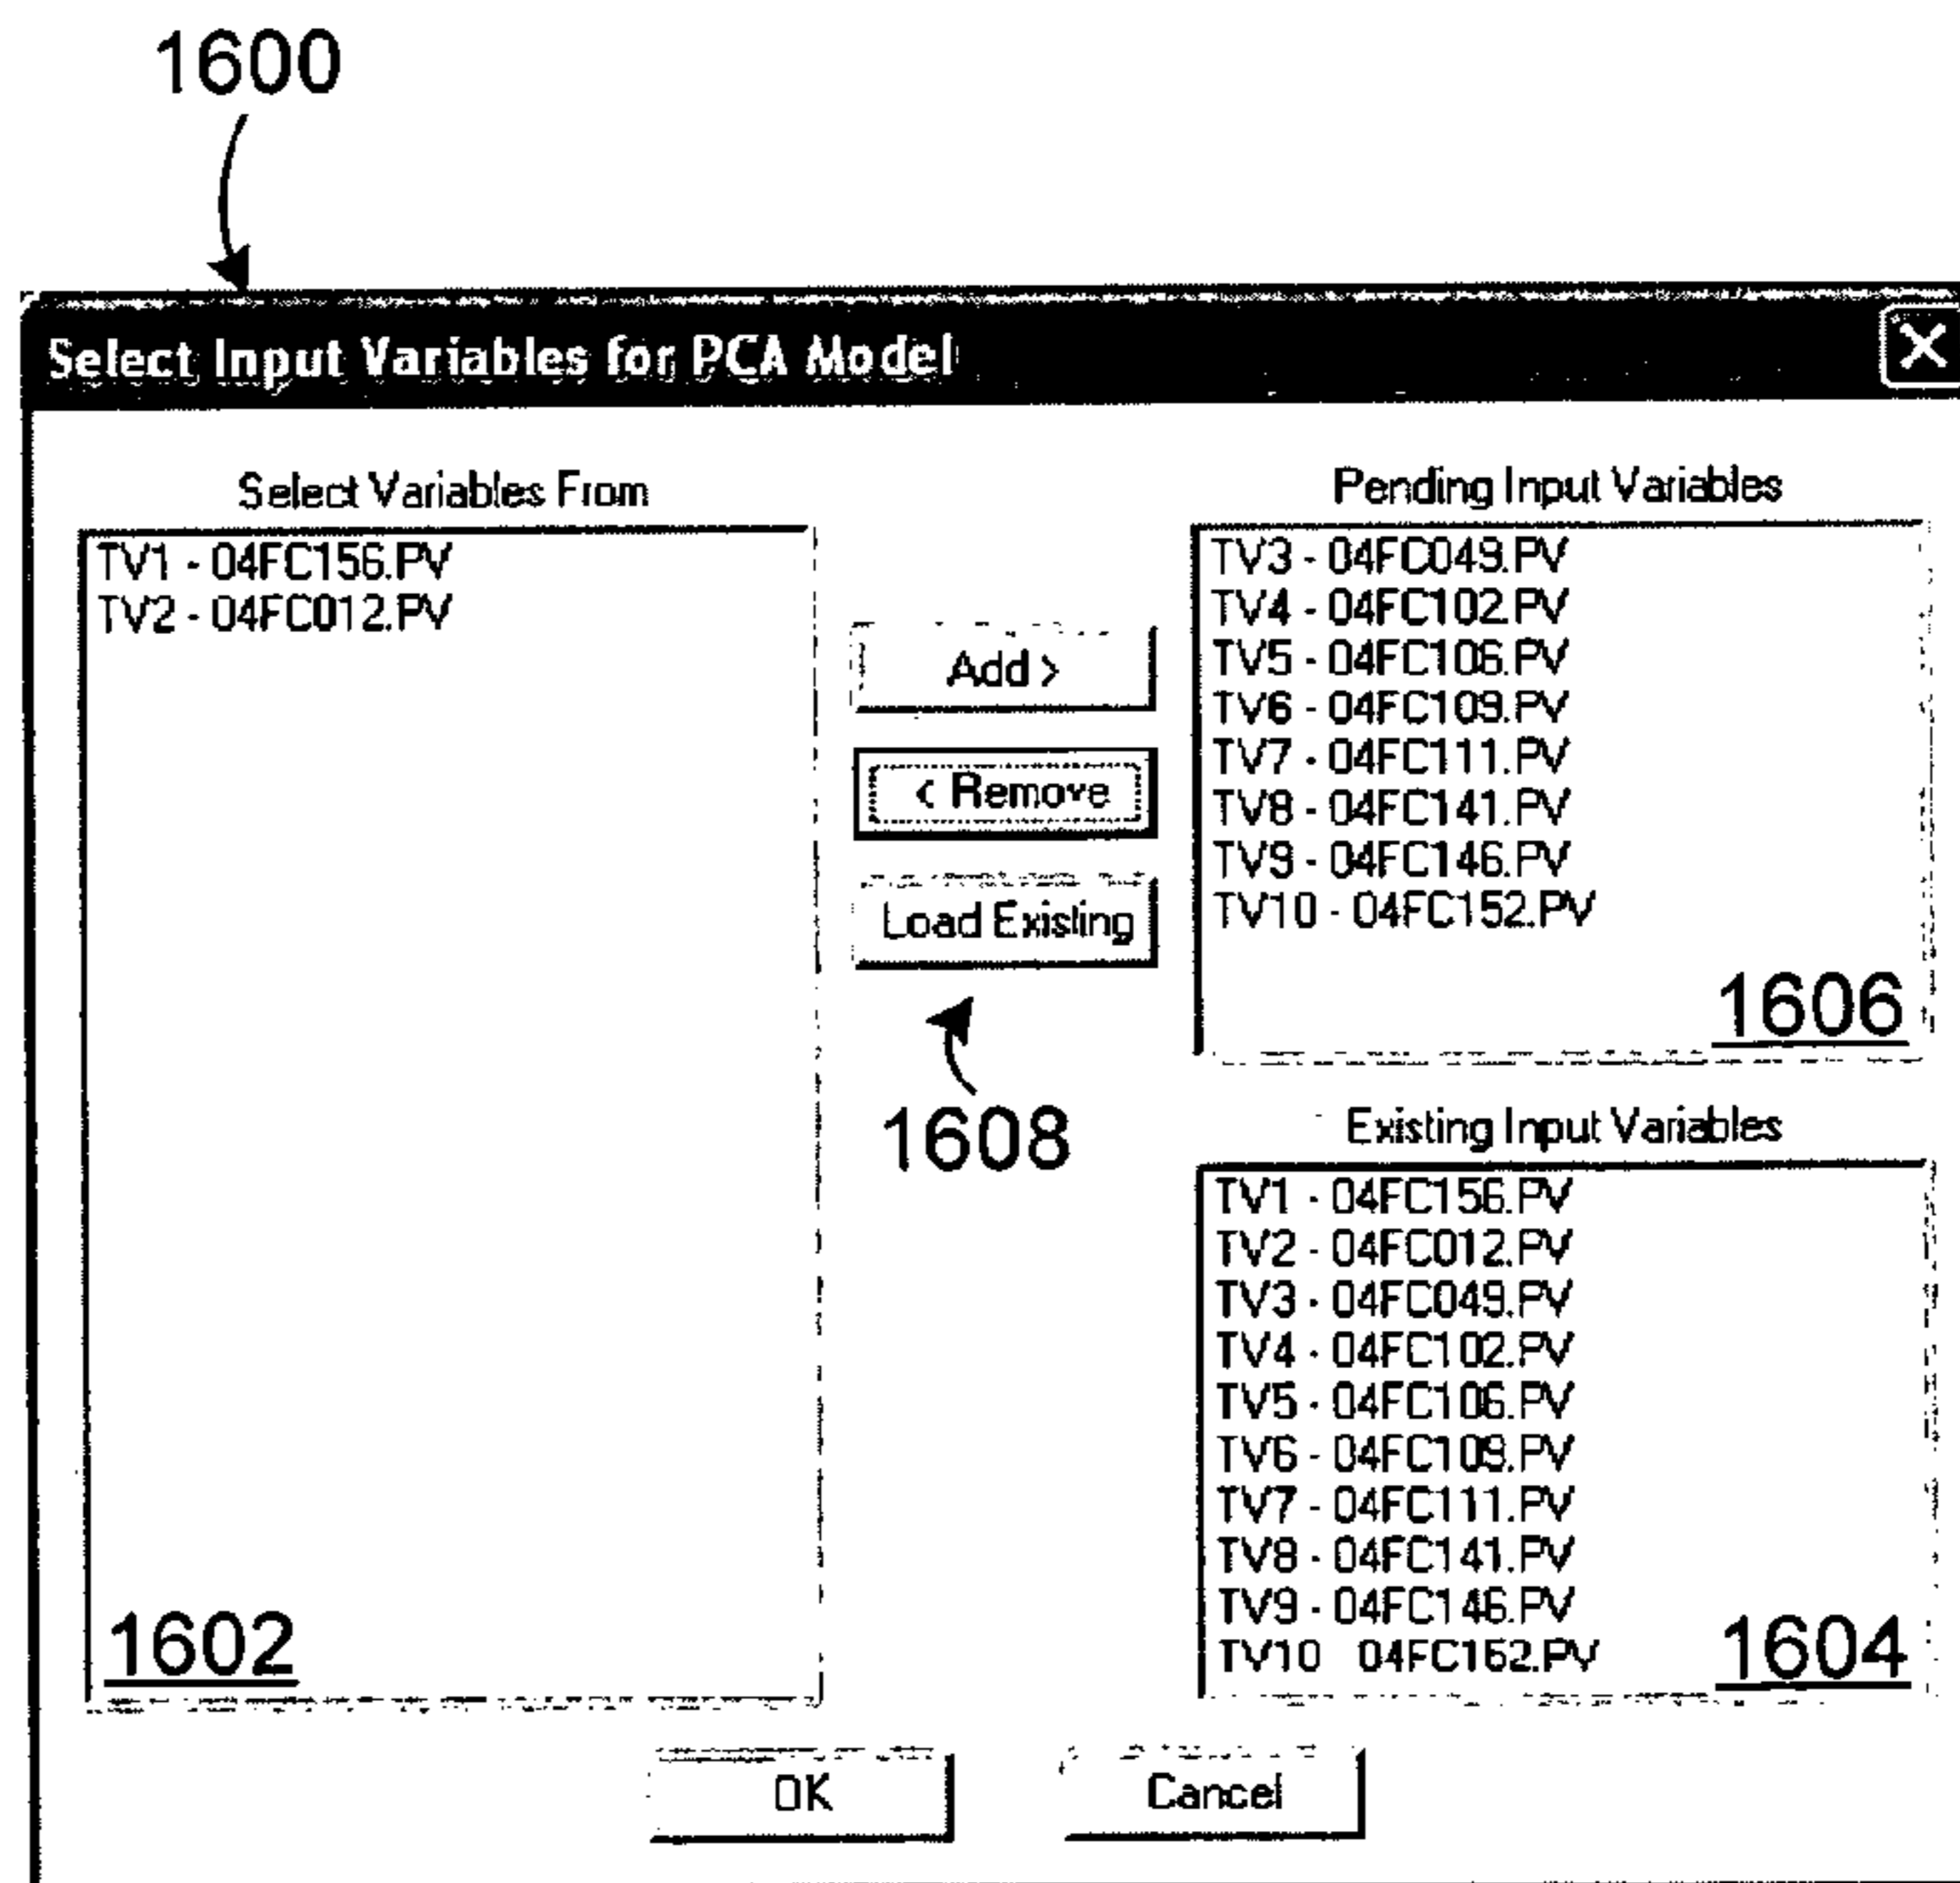 1600
Select Input Variables for PCA Model
Select Variables From
TV1 - 04FC156.PV
TV2 - 04FC012.PV
1602
Add >
< Remove
Load Existing
1608
Pending Input Variables
TV3 - 04FC049.PV
TV4 - 04FC102.PV
TV5 - 04FC106.PV
TV6 - 04FC109.PV
TV7 - 04FC111.PV
TV8 - 04FC141.PV
TV9 - 04FC146.PV
TV10 - 04FC152.PV
1606
Existing Input Variables
TV1 - 04FC156.PV
TV2 - 04FC012.PV
TV3 - 04FC049.PV
TV4 - 04FC102.PV
TV5 - 04FC106.PV
TV6 - 04FC109.PV
TV7 - 04FC111.PV
TV8 - 04FC141.PV
TV9 - 04FC146.PV
TV10 04FC152.PV
1604
OK
Cancel